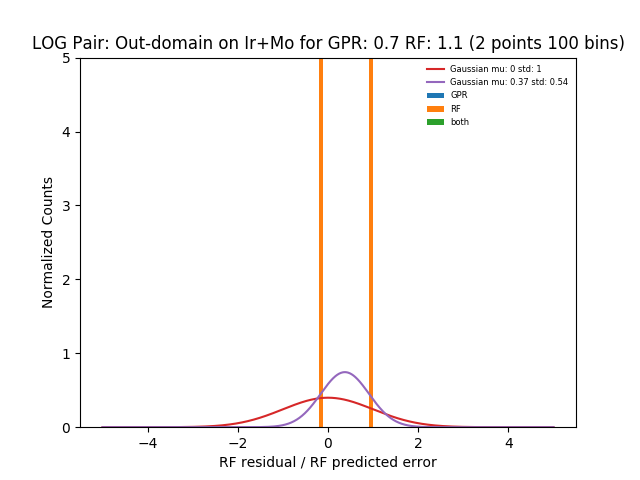 LOG Pair: Out-domain on Ir+Mo for GPR: 0.7 RF: 1.1 (2 points 100 bins)
Gaussian mu: 0 std: 1
Gaussian mu: 0.37 std: 0.54
GPR
RF
both
Normalized Counts
5
4
3
2
1
0
−4
−2
0
2
4
RF residual / RF predicted error